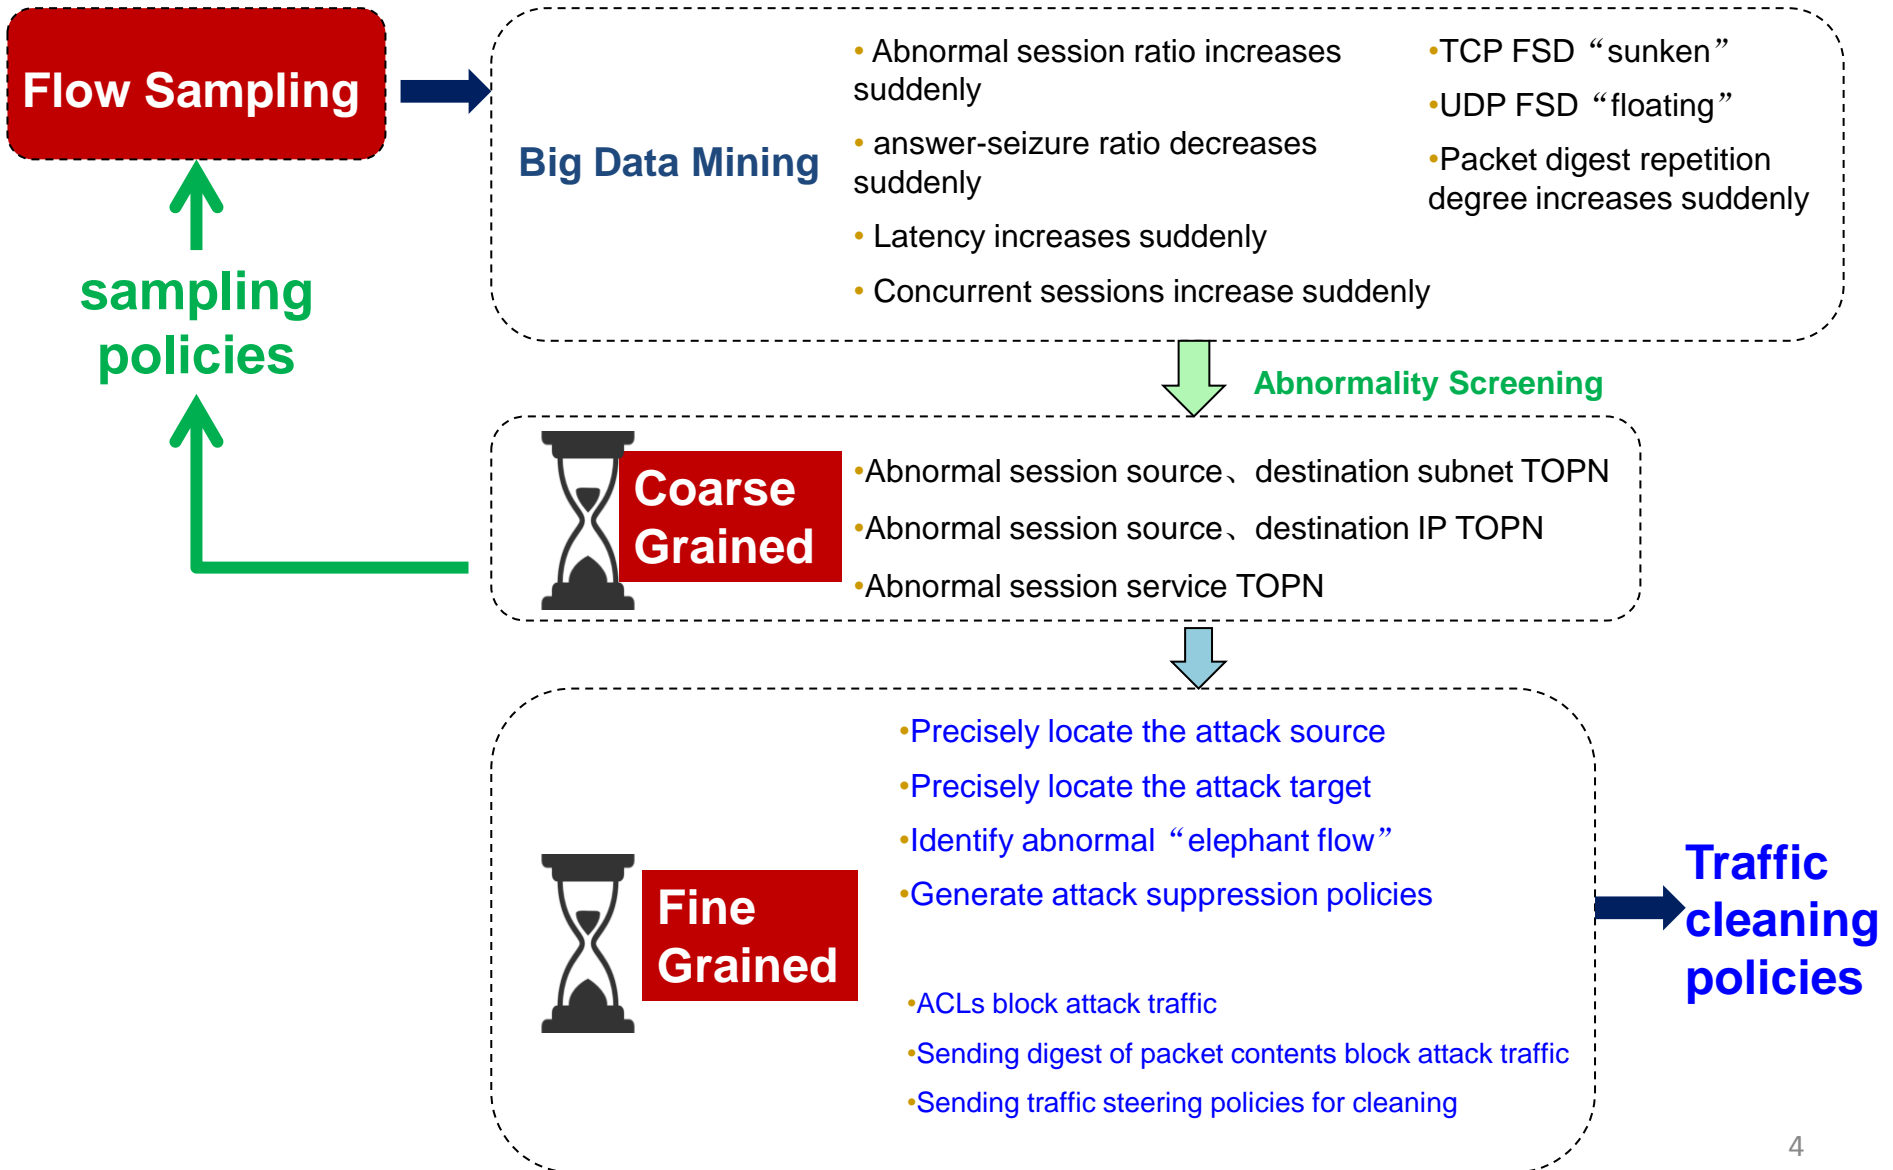 Flow Sampling
sampling
policies
Big Data Mining
• Abnormal session ratio increases
suddenly
• answer-seizure ratio decreases
suddenly
• Latency increases suddenly
• Concurrent sessions increase suddenly
•TCP FSD “sunken”
•UDP FSD “floating”
•Packet digest repetition
degree increases suddenly
Abnormality Screening
Coarse
Grained
•Abnormal session source、destination subnet TOPN
•Abnormal session source、destination IP TOPN
•Abnormal session service TOPN
Fine
Grained
•Precisely locate the attack source
•Precisely locate the attack target
•Identify abnormal “elephant flow”
•Generate attack suppression policies
•ACLs block attack traffic
•Sending digest of packet contents block attack traffic
•Sending traffic steering policies for cleaning
Traffic
cleaning
policies
4